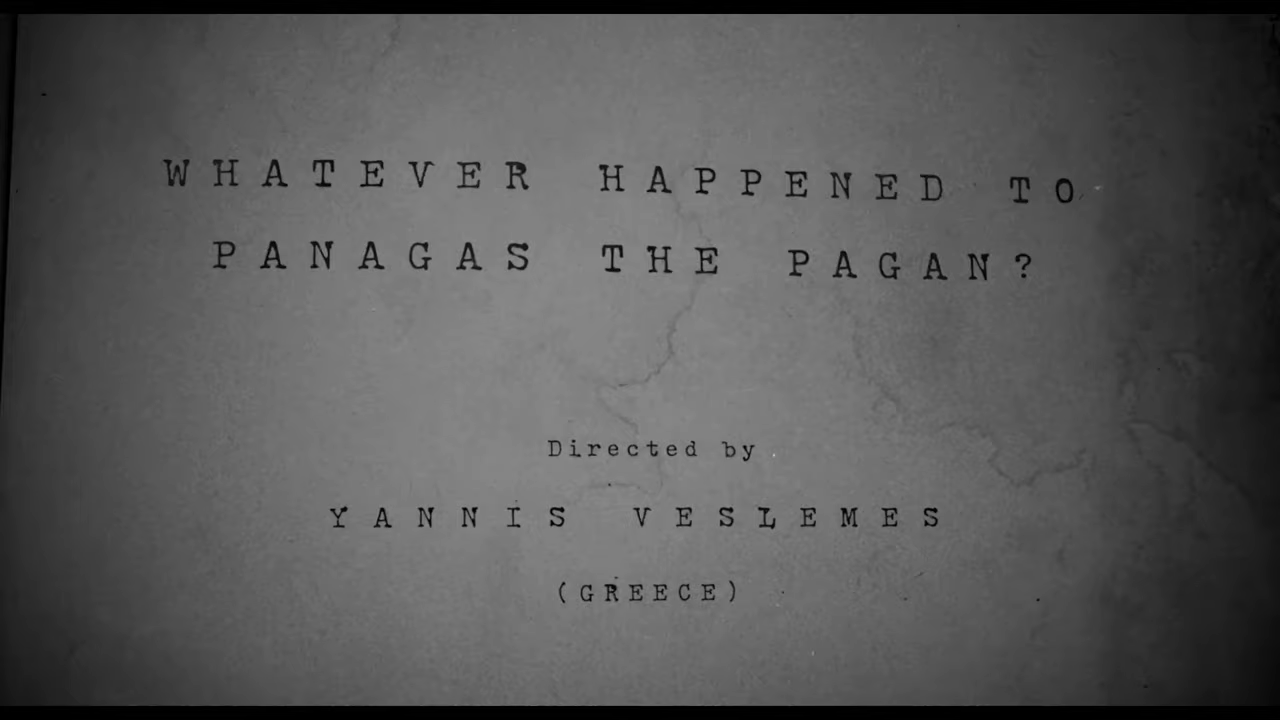 WHATEVER HAPPENED TO
PANAGAS THE PAGAN?
Directed by
YANNIS VESLEMES
(GREECE)